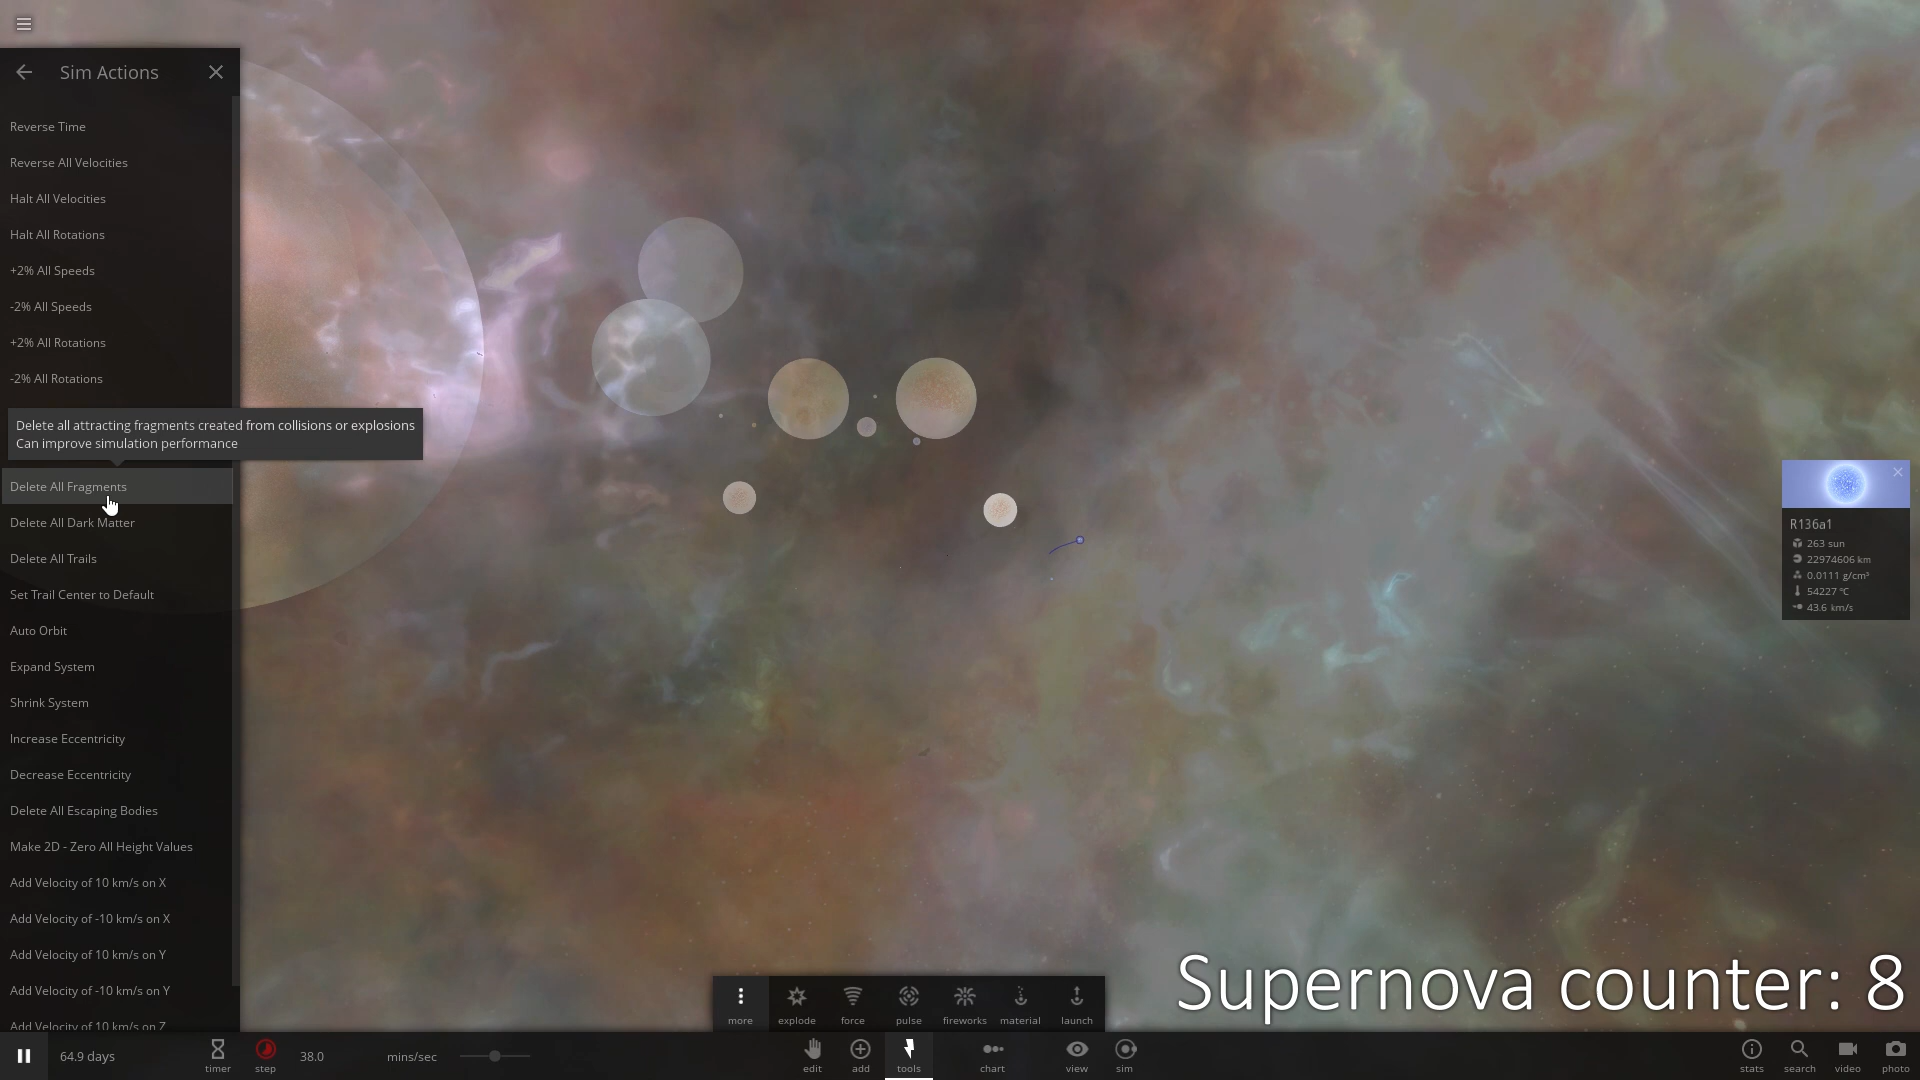 Sim Actions
Reverse Time
Reverse All Velocities
Halt All Velocities
Halt All Rotations
+2% All Speeds
-2% All Speeds
+2% All Rotations
-2% All Rotations
Delete all attracting fragments created from collisions or explosions
Can improve simulation performance
Delete All Fragments
Delete All Dark Matter
Delete All Trails
Set Trail Center to Default
Auto Orbit
Expand System
Shrink System
Increase Eccentricity
Decrease Eccentricity
Delete All Escaping Bodies
Make 2D - Zero All Height Values
Add Velocity of 10 km/s on X
Add Velocity of -10 km/s on X
Add Velocity of 10 km/s on Y
Add Velocity of -10 km/s on Y
Add Velocity of 10 km/s on Z
R136a1
263 sun
22974606 km
0.0111 g/cm³
54227 °C
43.6 km/s
Supernova counter: 8
more explode force pulse fireworks material launch
64.9 days
timer
step
38.0
mins/sec
edit add tools chart view sim
stats search video photo